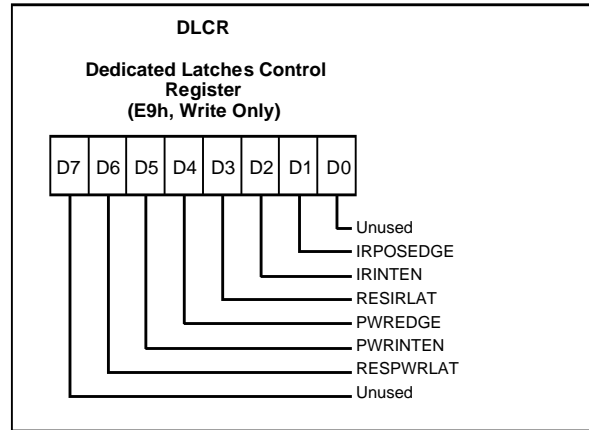 DLCR
Dedicated Latches Control
Register
(E9h, Write Only)
D7 D6 D5 D4 D3 D2 D1 D0
Unused
IRPOSEDGE
IRINTEN
RESIRLAT
PWREDGE
PWRINTEN
RESPWRLAT
Unused